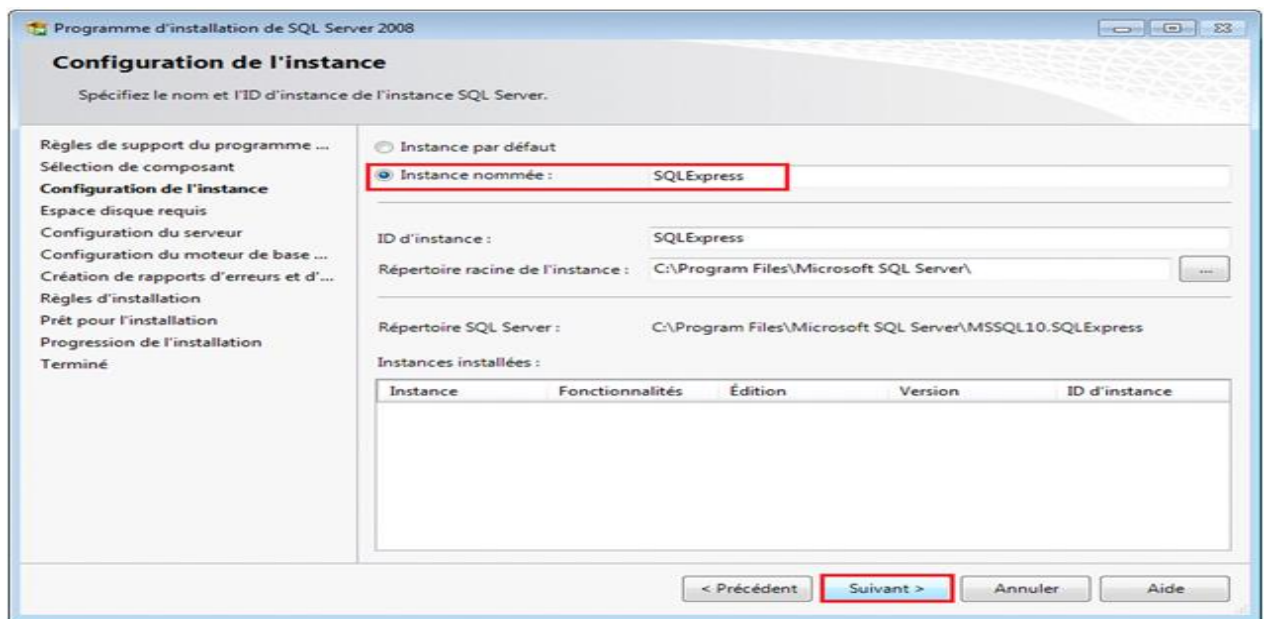 Programme d'installation de SQL Server 2008
Configuration de l'instance
Spécifiez le nom et l'ID d'instance de l'instance SQL Server.
Règles de support du programme ...
Sélection de composant
Configuration de l'instance
Espace disque requis
Configuration du serveur
Configuration du moteur de base ...
Création de rapports d'erreurs et d'...
Règles d'installation
Prêt pour l'installation
Progression de l'installation
Terminé
Instance par défaut
Instance nommée : SQLExpress
ID d'instance : SQLExpress
Répertoire racine de l'instance : C:\Program Files\Microsoft SQL Server\ ...
Répertoire SQL Server : C:\Program Files\Microsoft SQL Server\MSSQL10.SQLExpress
Instances installées :
Instance Fonctionnalités Édition Version ID d'instance
< Précédent Suivant > Annuler Aide